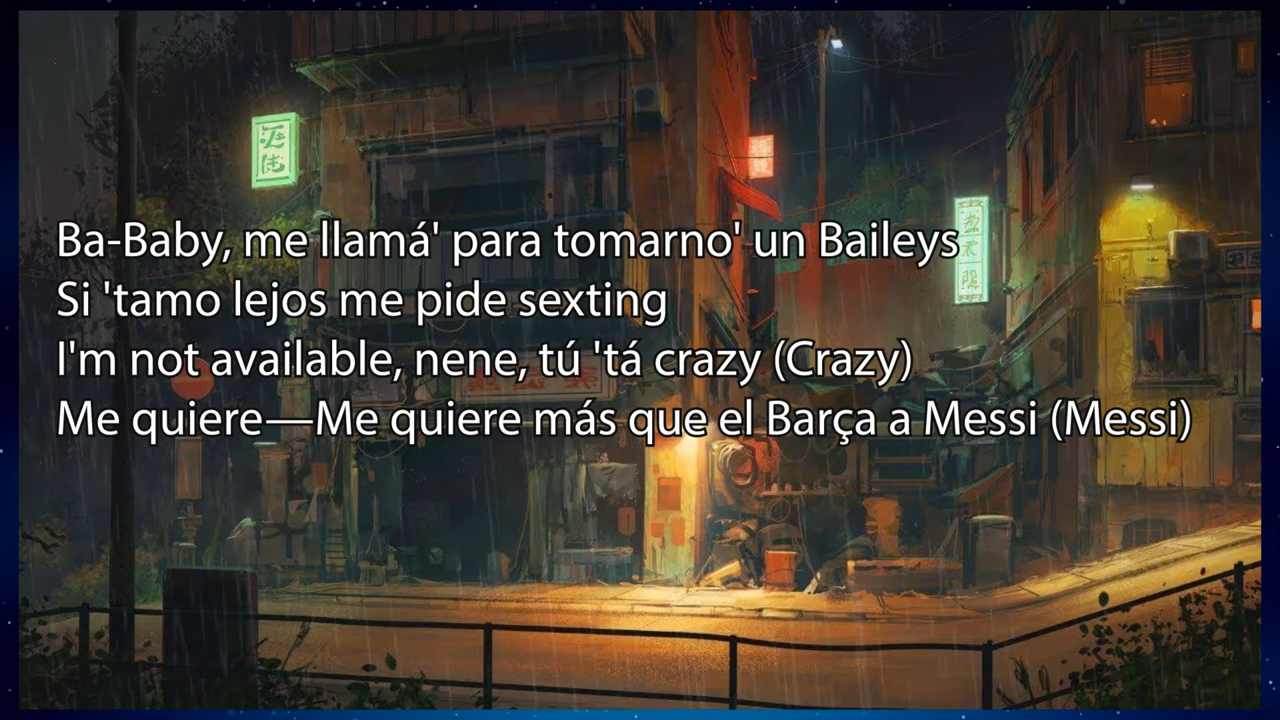 Ba-Baby, me llamá' para tomarno' un Baileys
Si 'tamo lejos me pide sexting
I'm not available, nene, tú 'tá crazy (Crazy)
Me quiere—Me quiere más que el Barça a Messi (Messi)